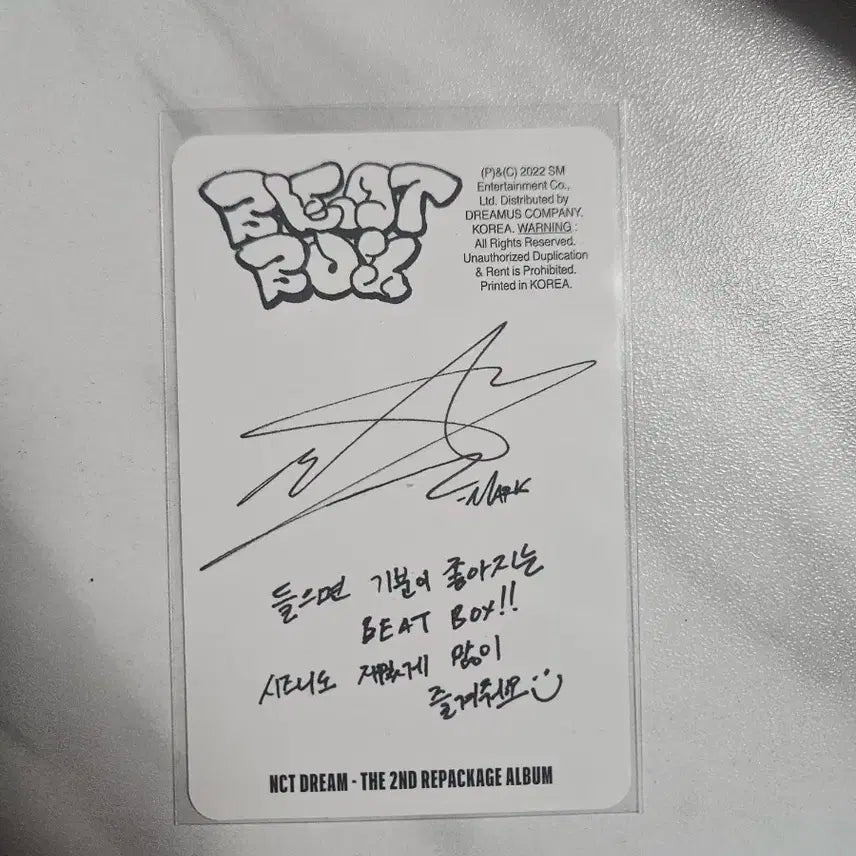 BEAT
BOX
(P)&(C) 2022 SM
Entertainment Co.,
Ltd. Distributed by
DREAMUS COMPANY.
KOREA. WARNING :
All Rights Reserved.
Unauthorized Duplication
& Rent is Prohibited.
Printed in KOREA.
-MARK
들으면 기분이 좋아지는
BEAT BOX!!
시즈니도 재밌게 많이
즐겨줘요
NCT DREAM - THE 2ND REPACKAGE ALBUM